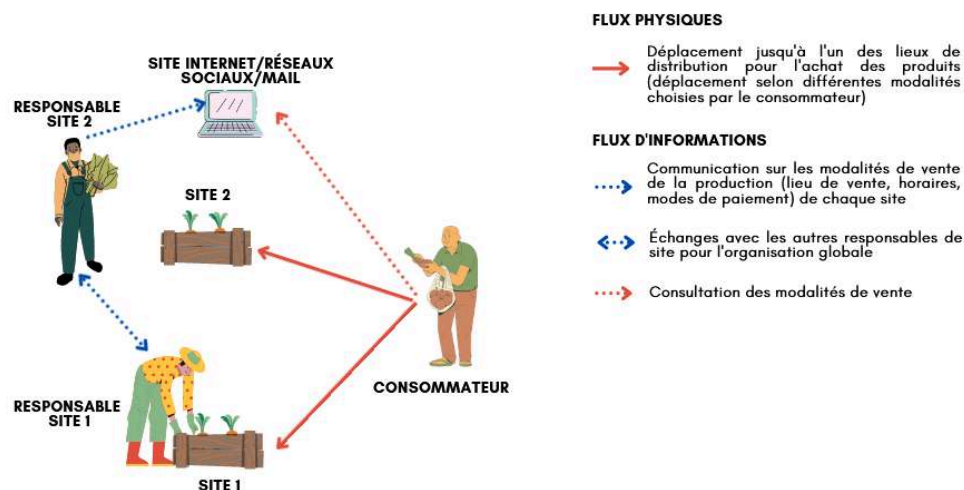 SITE INTERNET/RÉSEAUX
SOCIAUX/MAIL
RESPONSABLE
SITE 2
SITE 2
CONSOMMATEUR
RESPONSABLE
SITE 1
SITE 1
FLUX PHYSIQUES
Déplacement jusqu'à l'un des lieux de
distribution pour l'achat des produits
(déplacement selon différentes modalités
choisies par le consommateur)
FLUX D'INFORMATIONS
Communication sur les modalités de vente
de la production (lieu de vente, horaires,
modes de paiement) de chaque site
Échanges avec les autres responsables de
site pour l'organisation globale
Consultation des modalités de vente